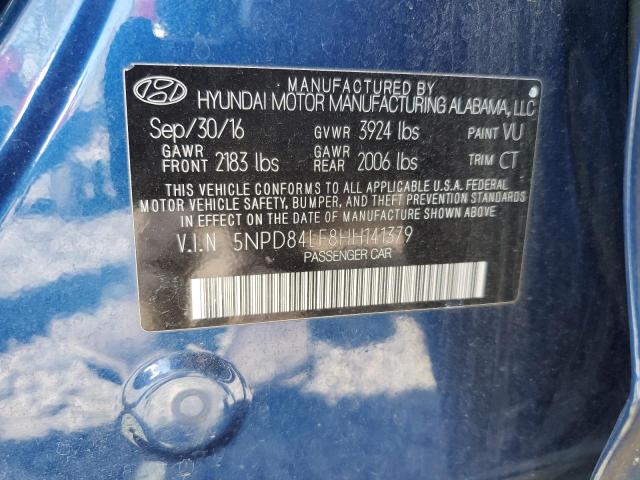 MANUFACTURED BY
HYUNDAI MOTOR MANUFACTURING ALABAMA, LLC
Sep/30/16 GVWR 3924 lbs PAINT VU
GAWR FRONT 2183 lbs GAWR REAR 2006 lbs TRIM CT
THIS VEHICLE CONFORMS TO ALL APPLICABLE U.S.A. FEDERAL
MOTOR VEHICLE SAFETY, BUMPER, AND THEFT PREVENTION STANDARDS
IN EFFECT ON THE DATE OF MANUFACTURE SHOWN ABOVE.
V.I.N 5NPD84LF8HH141379
PASSENGER CAR